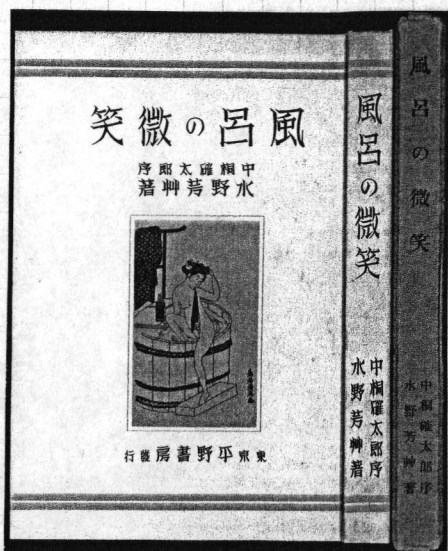 風呂の微笑
中桐確太郎序
水野芳艸著
東京平野書房發行
風呂の微笑
中桐確太郎序
水野芳艸著
風呂の微笑
中桐確太郎序
水野芳艸著